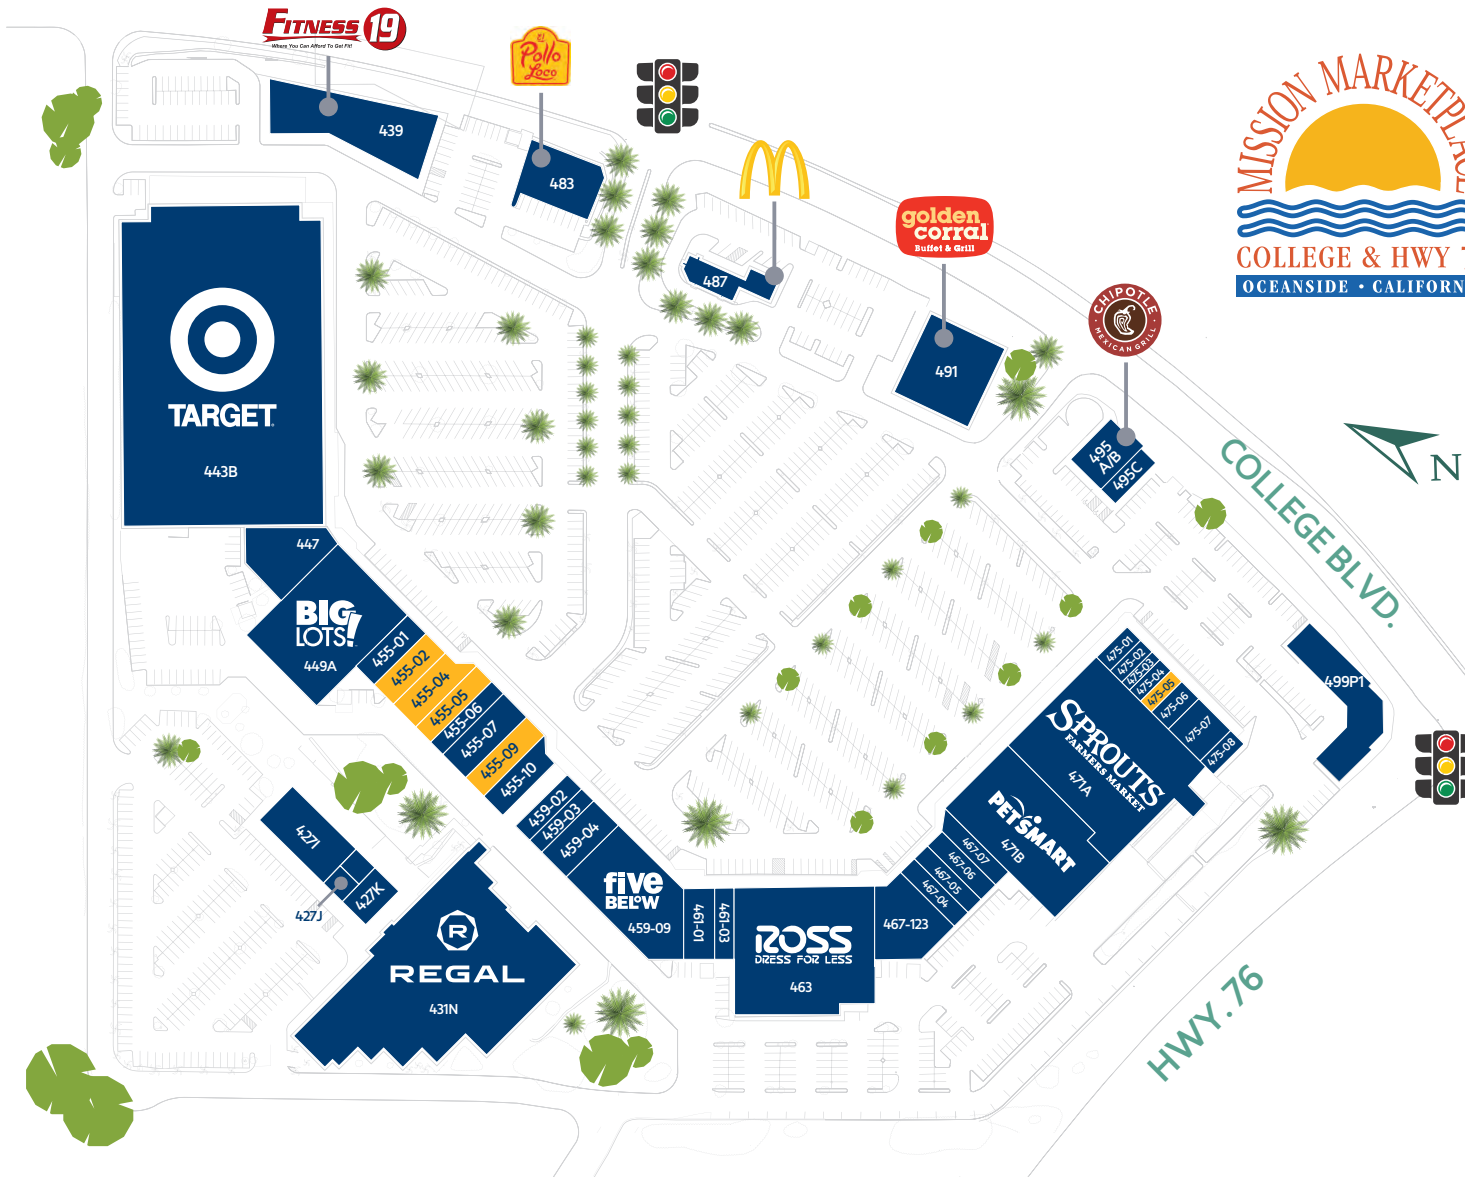 FITNESS 19
Where You Can Afford To Get Fit!
El
Pollo
Loco
439
483
487
golden
corral
Buffet & Grill
491
CHIPOTLE
MEXICAN GRILL
495
A/B
495C
MISSION MARKETPLACE
COLLEGE & HWY 7
OCEANSIDE • CALIFORN
N
COLLEGE BLVD.
TARGET
443B
447
BIG
LOTS!
449A
455-01
455-02
455-04
455-05
455-06
455-07
455-09
455-10
459-02
459-03
459-04
five
BELOW
459-09
461-01
461-03
ROSS
DRESS FOR LESS
463
467-123
467-04
467-05
467-06
467-07
PETSMART
471B
SPROUTS
FARMERS MARKET
471A
475-01
475-02
475-03
475-04
475-05
475-06
475-07
475-08
499P1
427I
427J
427K
R
REGAL
431N
HWY. 76